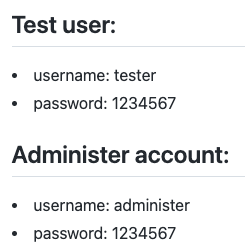 Test user:
username: tester
password: 1234567
Administer account:
username: administer
password: 1234567